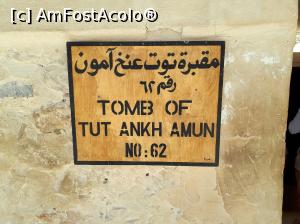 [c] AmFostAcolo®
مقبرة توت عنخ آمون
رقم ٦٢
TOMB OF
TUT ANKH AMUN
NO: 62